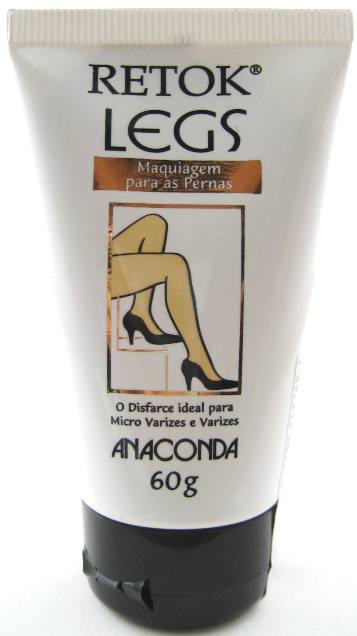 RETOK®
LEGS
Maquiagem
para as Pernas
O Disfarce ideal para
Micro Varizes e Varizes
ANACONDA
60g